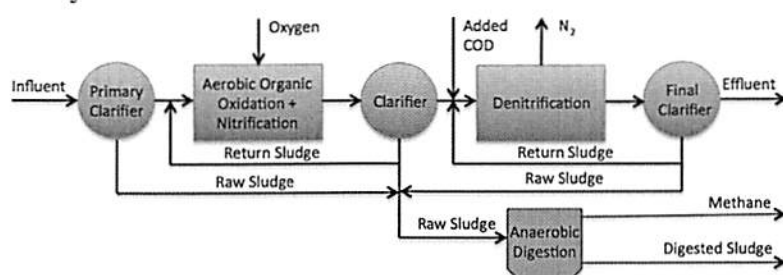 Oxygen
Added
COD
N2
Influent
Primary
Clarifier
Aerobic Organic
Oxidation +
Nitrification
Clarifier
Denitrification
Final
Clarifier
Effluent
Return Sludge
Return Sludge
Raw Sludge
Raw Sludge
Raw Sludge
Anaerobic
Digestion
Methane
Digested Sludge